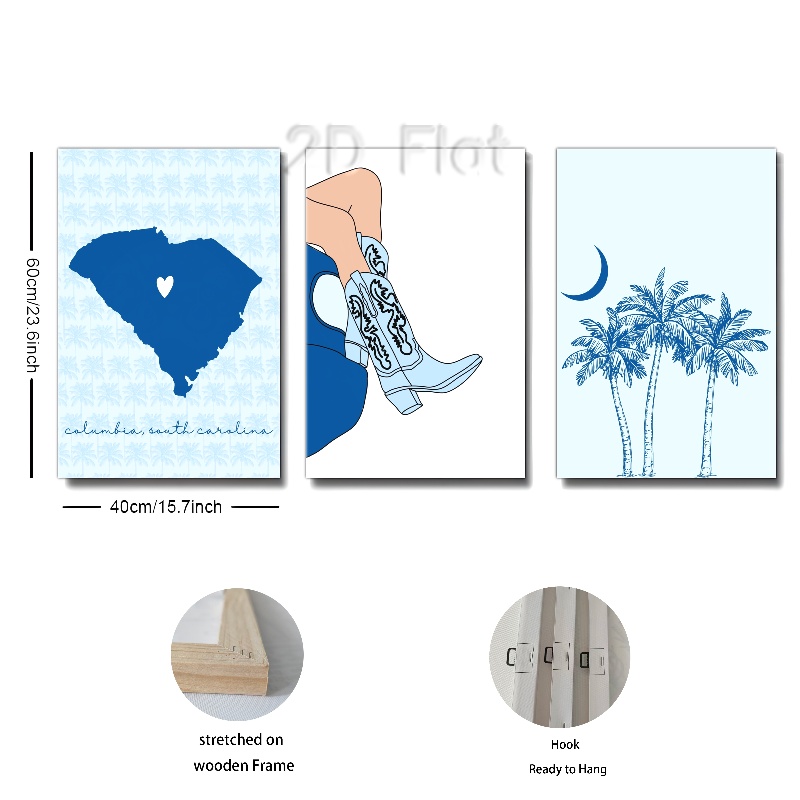 2D Flat
60cm/23.6inch
columbia, south carolina
40cm/15.7inch
stretched on
wooden Frame
Hook
Ready to Hang